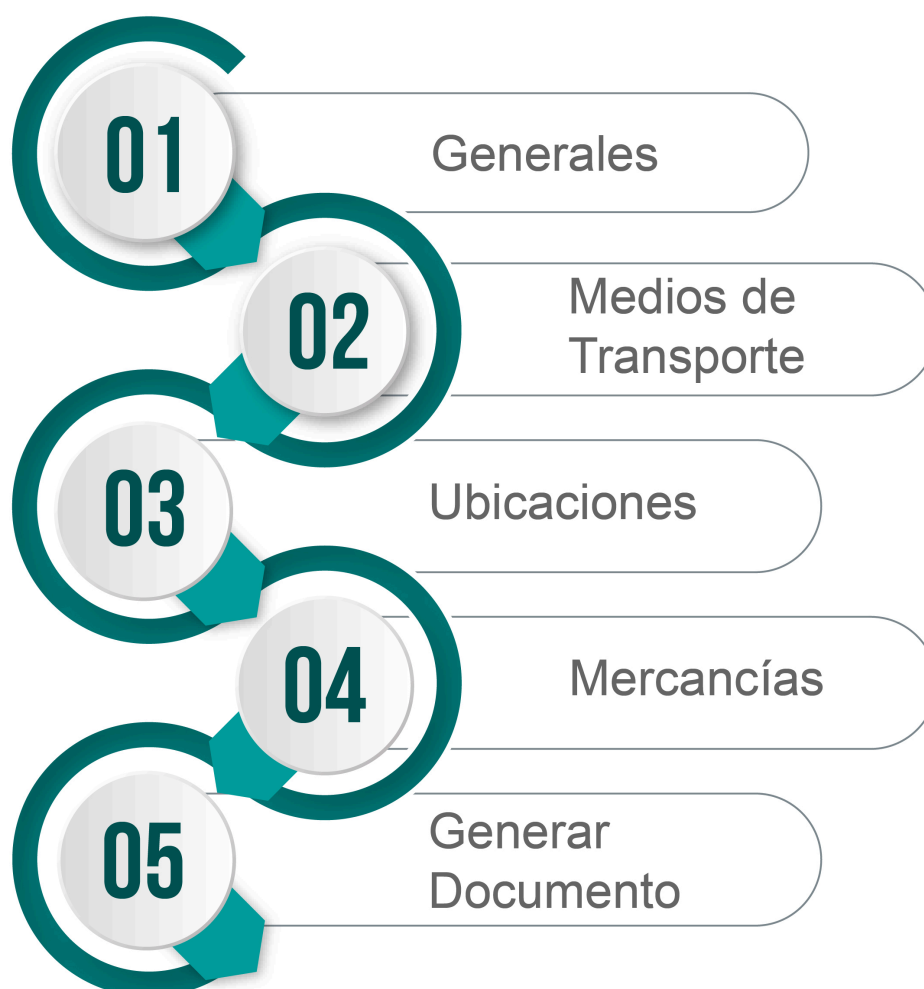 01
Generales
02
Medios de
Transporte
03
Ubicaciones
04
Mercancías
05
Generar
Documento